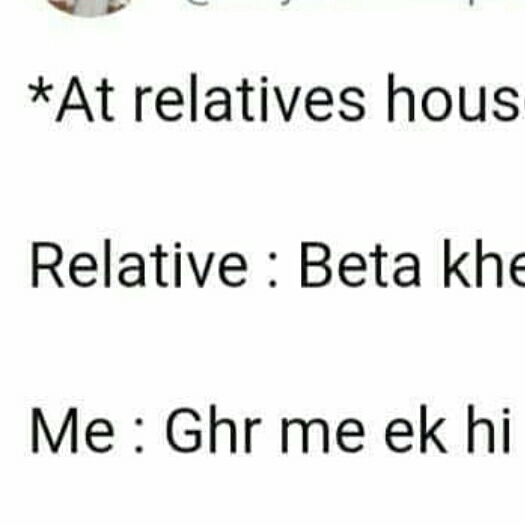 *At relatives hous
Relative : Beta khe
Me : Ghr me ek hi